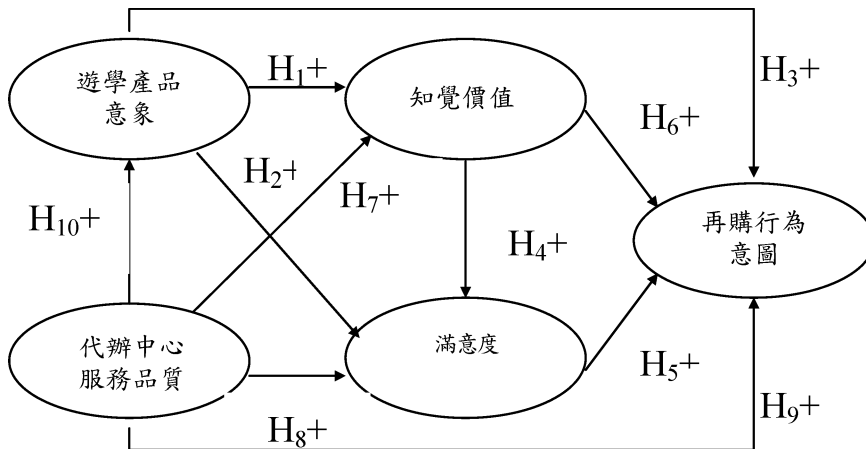 遊學產品
意象
H₁+
知覺價值
H₃+
H₆+
H₂+
H₇+
H₁₀+
H₄+
再購行為
意圖
代辦中心
服務品質
滿意度
H₅+
H₈+
H₉+